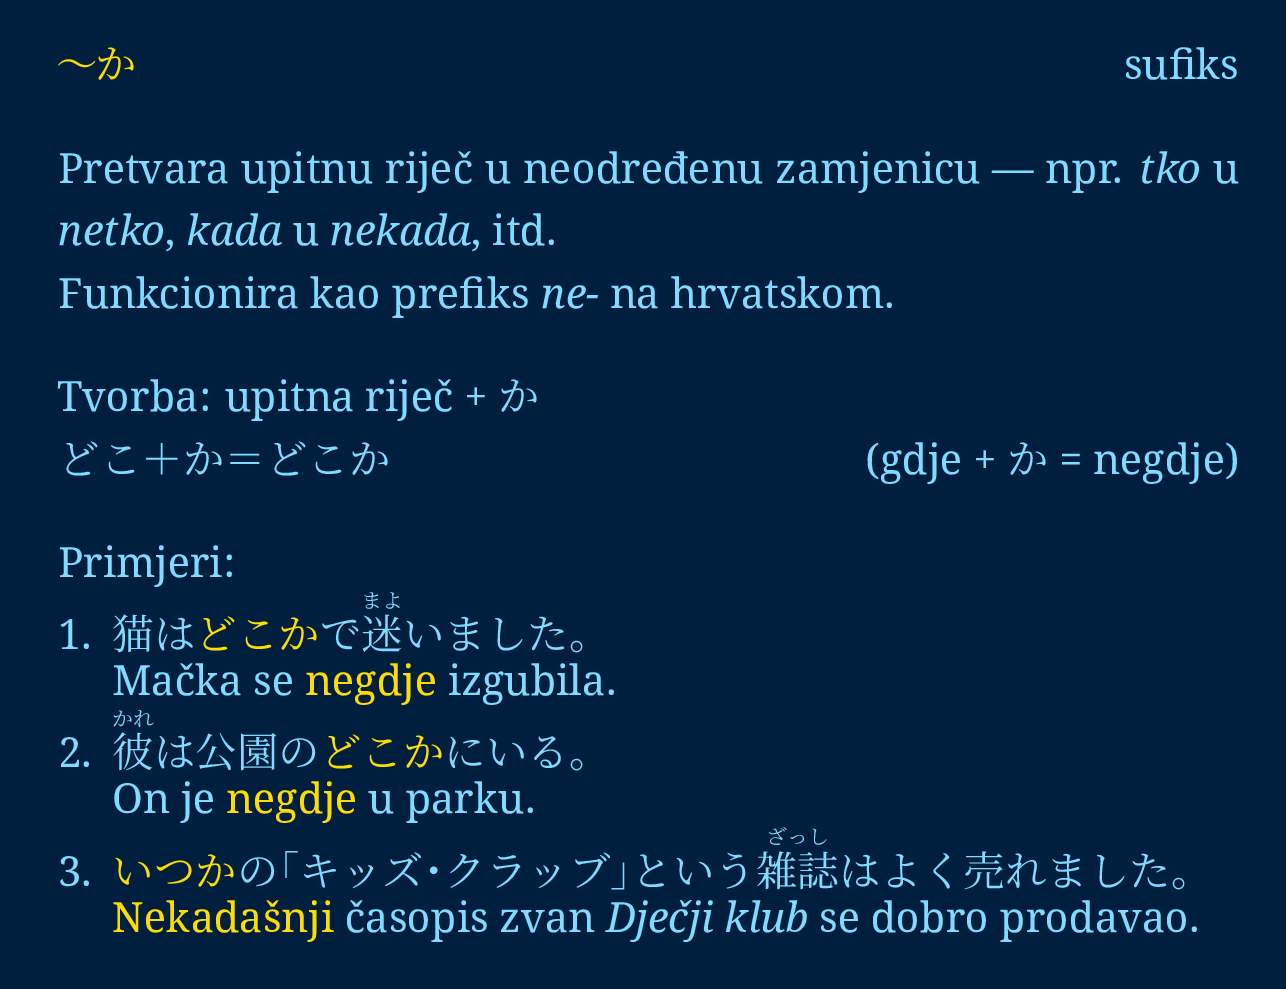 ～か sufiks
Pretvara upitnu riječ u neodređenu zamjenicu — npr. tko u
netko, kada u nekada, itd.
Funkcionira kao prefiks ne- na hrvatskom.
Tvorba: upitna riječ + か
どこ＋か＝どこか (gdje + か = negdje)
Primjeri:
まよ
1. 猫はどこかで迷いました。
Mačka se negdje izgubila.
かれ
2. 彼は公園のどこかにいる。
On je negdje u parku.
ざっし
3. いつかの「キッズ・クラッブ」という雑誌はよく売れました。
Nekadašnji časopis zvan Dječji klub se dobro prodavao.